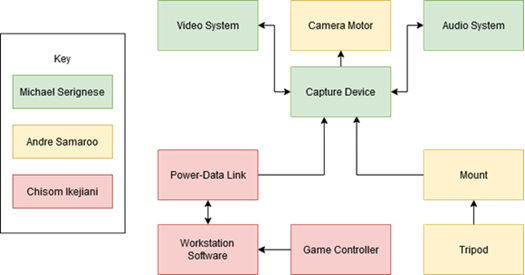 Key
Michael Serignese
Andre Samaroo
Chisom Ikejiani
Video System
Camera Motor
Audio System
Capture Device
Power-Data Link
Mount
Workstation
Software
Game Controller
Tripod